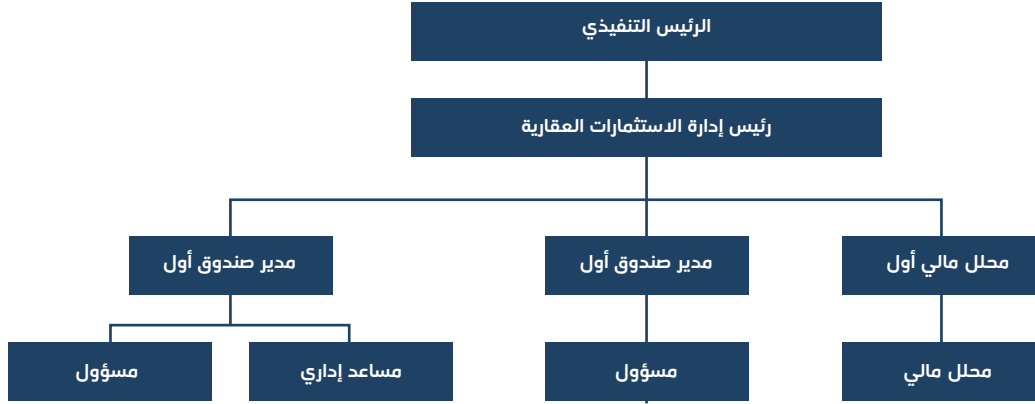 الرئيس التنفيذي
رئيس إدارة الاستثمارات العقارية
محلل مالي أول
مدير صندوق أول
مدير صندوق أول
محلل مالي
مسؤول
مساعد إداري
مسؤول